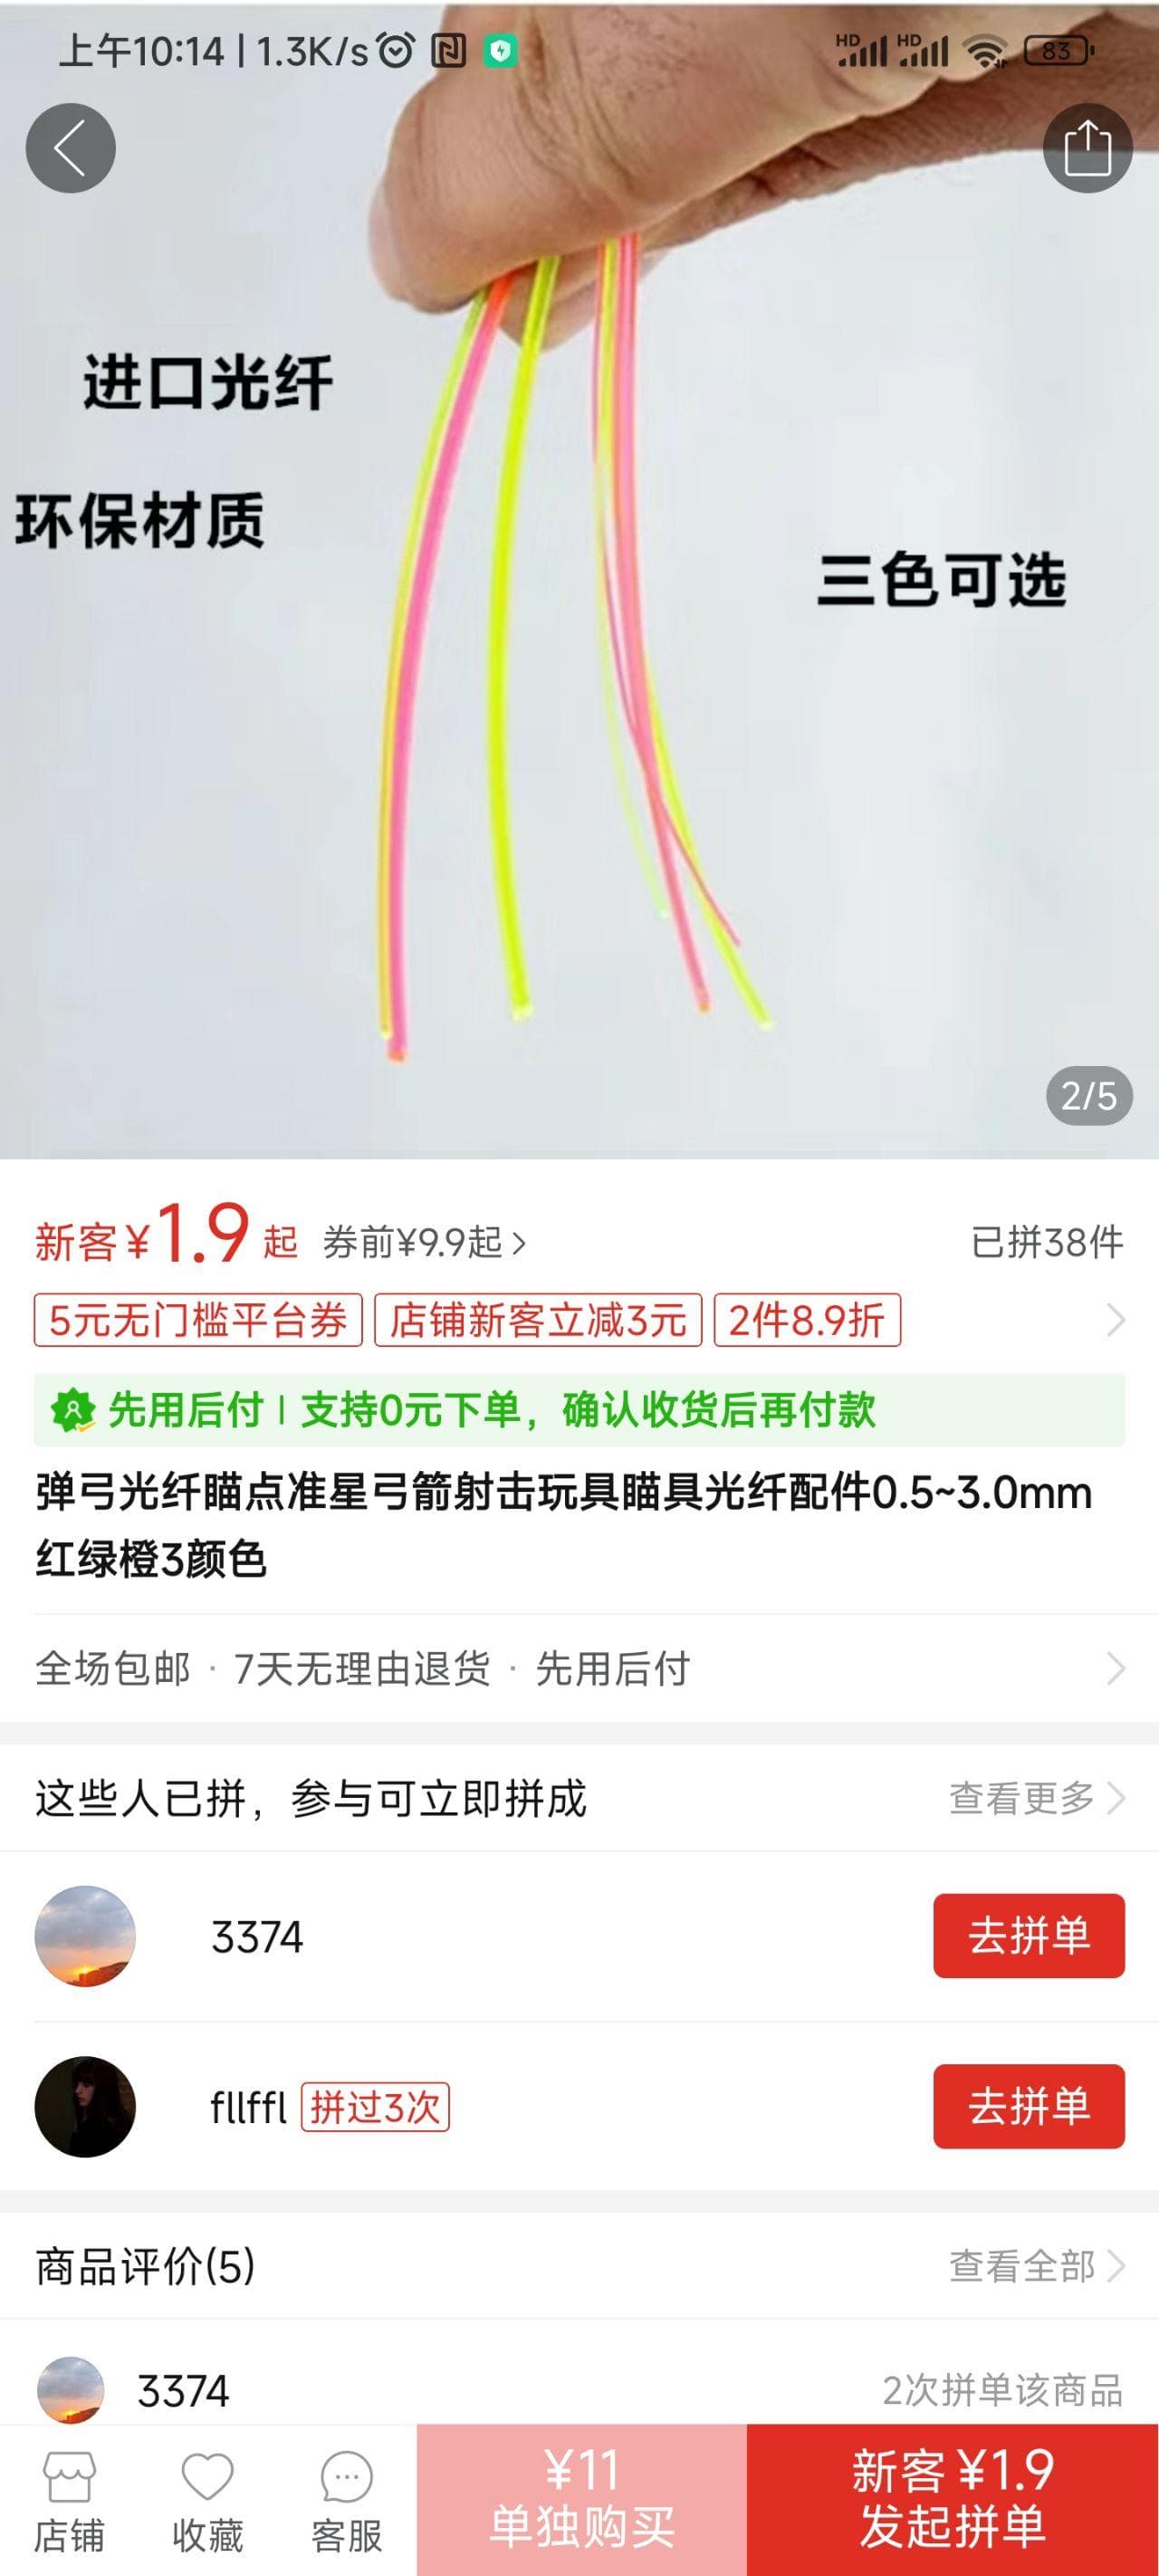 上午10:14 | 1.3K/s
HD HD 83
进口光纤
环保材质
三色可选
2/5
新客¥1.9起 券前¥9.9起 已拼38件
5元无门槛平台券 店铺新客立减3元 2件8.9折
先用后付 | 支持0元下单，确认收货后再付款
弹弓光纤瞄点准星弓箭射击玩具瞄具光纤配件0.5~3.0mm
红绿橙3颜色
全场包邮 · 7天无理由退货 · 先用后付
这些人已拼，参与可立即拼成 查看更多
3374 去拼单
fllffl 拼过3次 去拼单
商品评价(5) 查看全部
3374 2次拼单该商品
¥11 新客¥1.9
店铺 收藏 客服 单独购买 发起拼单